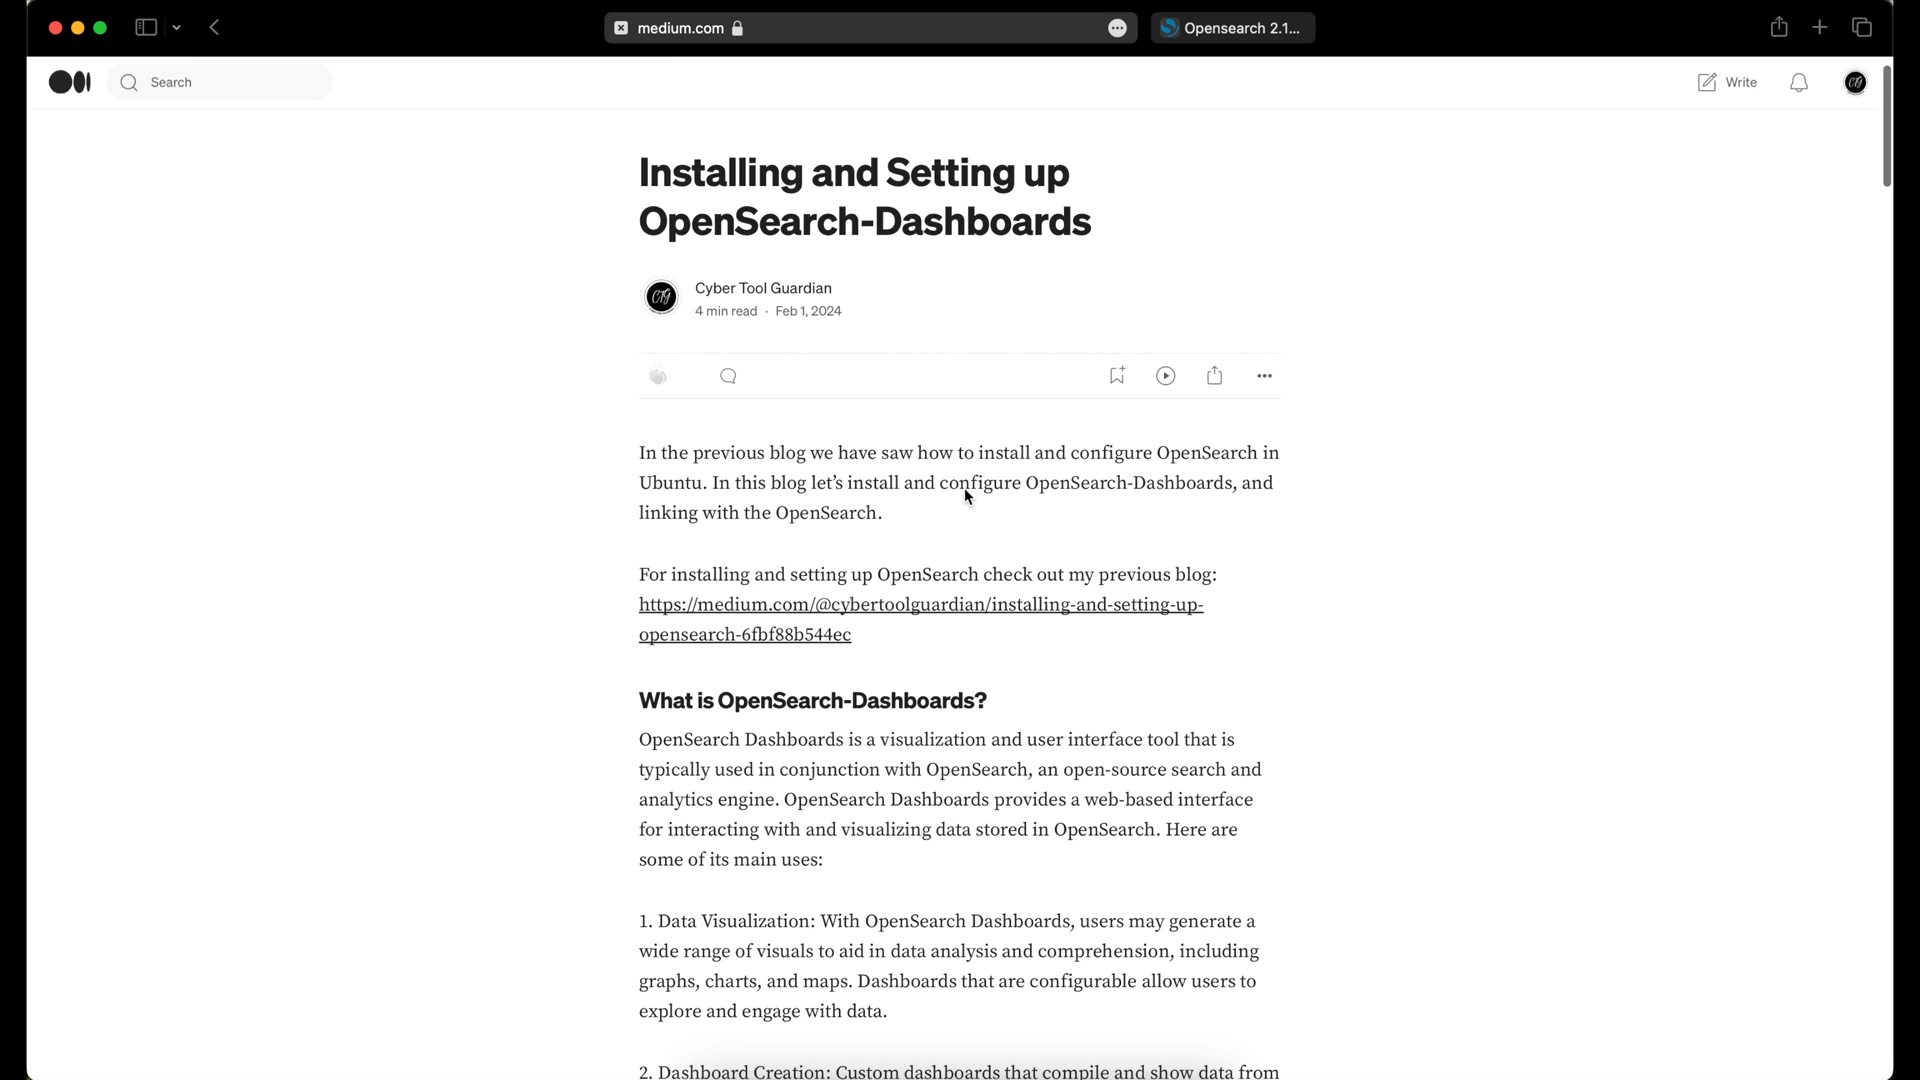 medium.com
Opensearch 2.1...
Search
Write
CTG
Installing and Setting up
OpenSearch-Dashboards
CTG
Cyber Tool Guardian
4 min read · Feb 1, 2024
In the previous blog we have saw how to install and configure OpenSearch in
Ubuntu. In this blog let’s install and configure OpenSearch-Dashboards, and
linking with the OpenSearch.
For installing and setting up OpenSearch check out my previous blog:
https://medium.com/@cybertoolguardian/installing-and-setting-up-
opensearch-6fbf88b544ec
What is OpenSearch-Dashboards?
OpenSearch Dashboards is a visualization and user interface tool that is
typically used in conjunction with OpenSearch, an open-source search and
analytics engine. OpenSearch Dashboards provides a web-based interface
for interacting with and visualizing data stored in OpenSearch. Here are
some of its main uses:
1. Data Visualization: With OpenSearch Dashboards, users may generate a
wide range of visuals to aid in data analysis and comprehension, including
graphs, charts, and maps. Dashboards that are configurable allow users to
explore and engage with data.
2. Dashboard Creation: Custom dashboards that compile and show data from